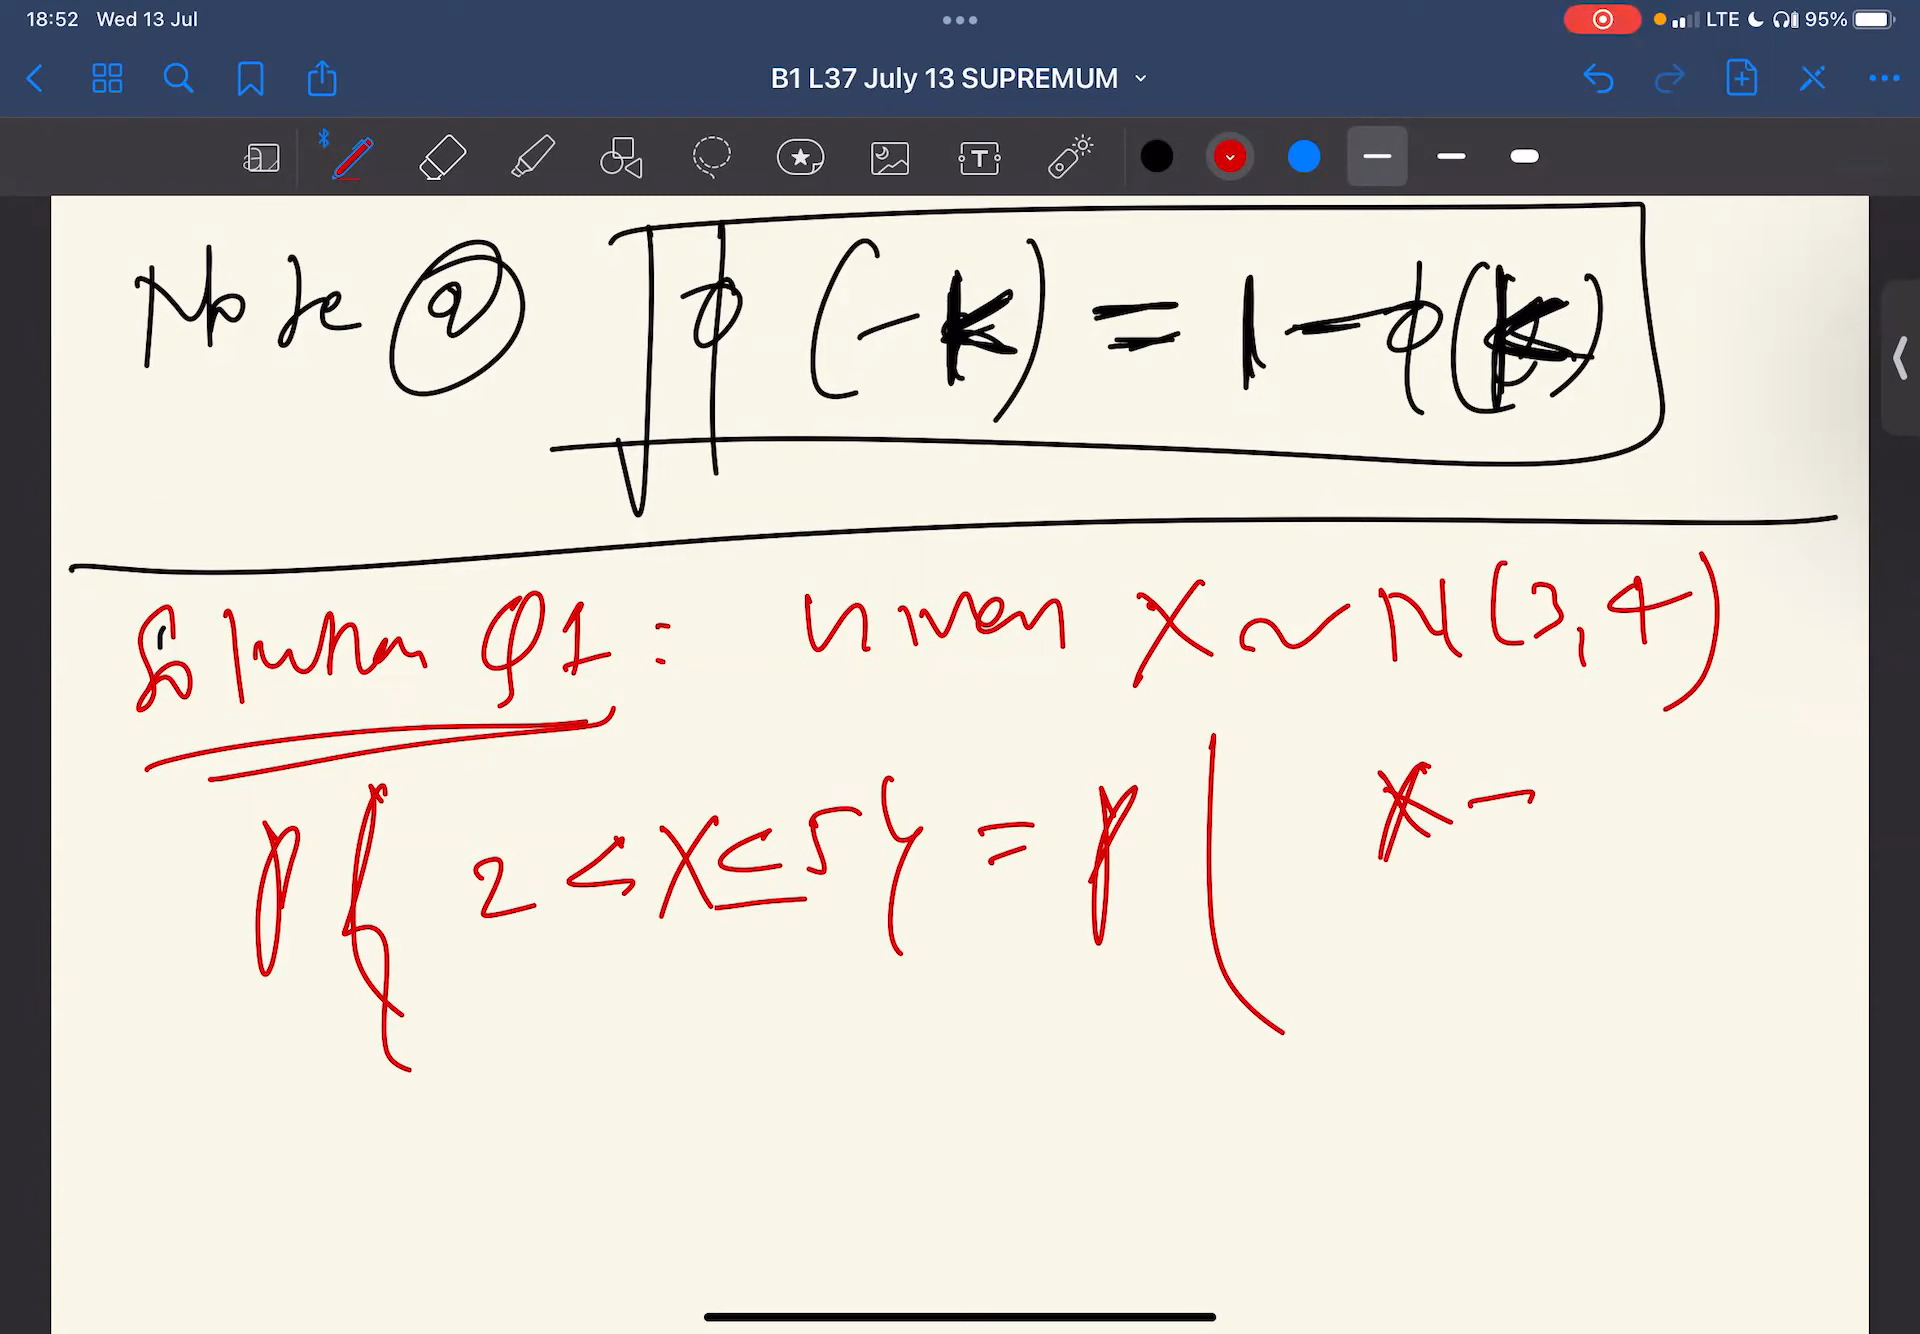 18:52 Wed 13 Jul LTE 95%
B1 L37 July 13 SUPREMUM
Note @ ϕ (-k) = 1-ϕ(k)
Solution Q1: Given X ~ N(3,4)
P{ 2 < X ≤ 5} = P( X -